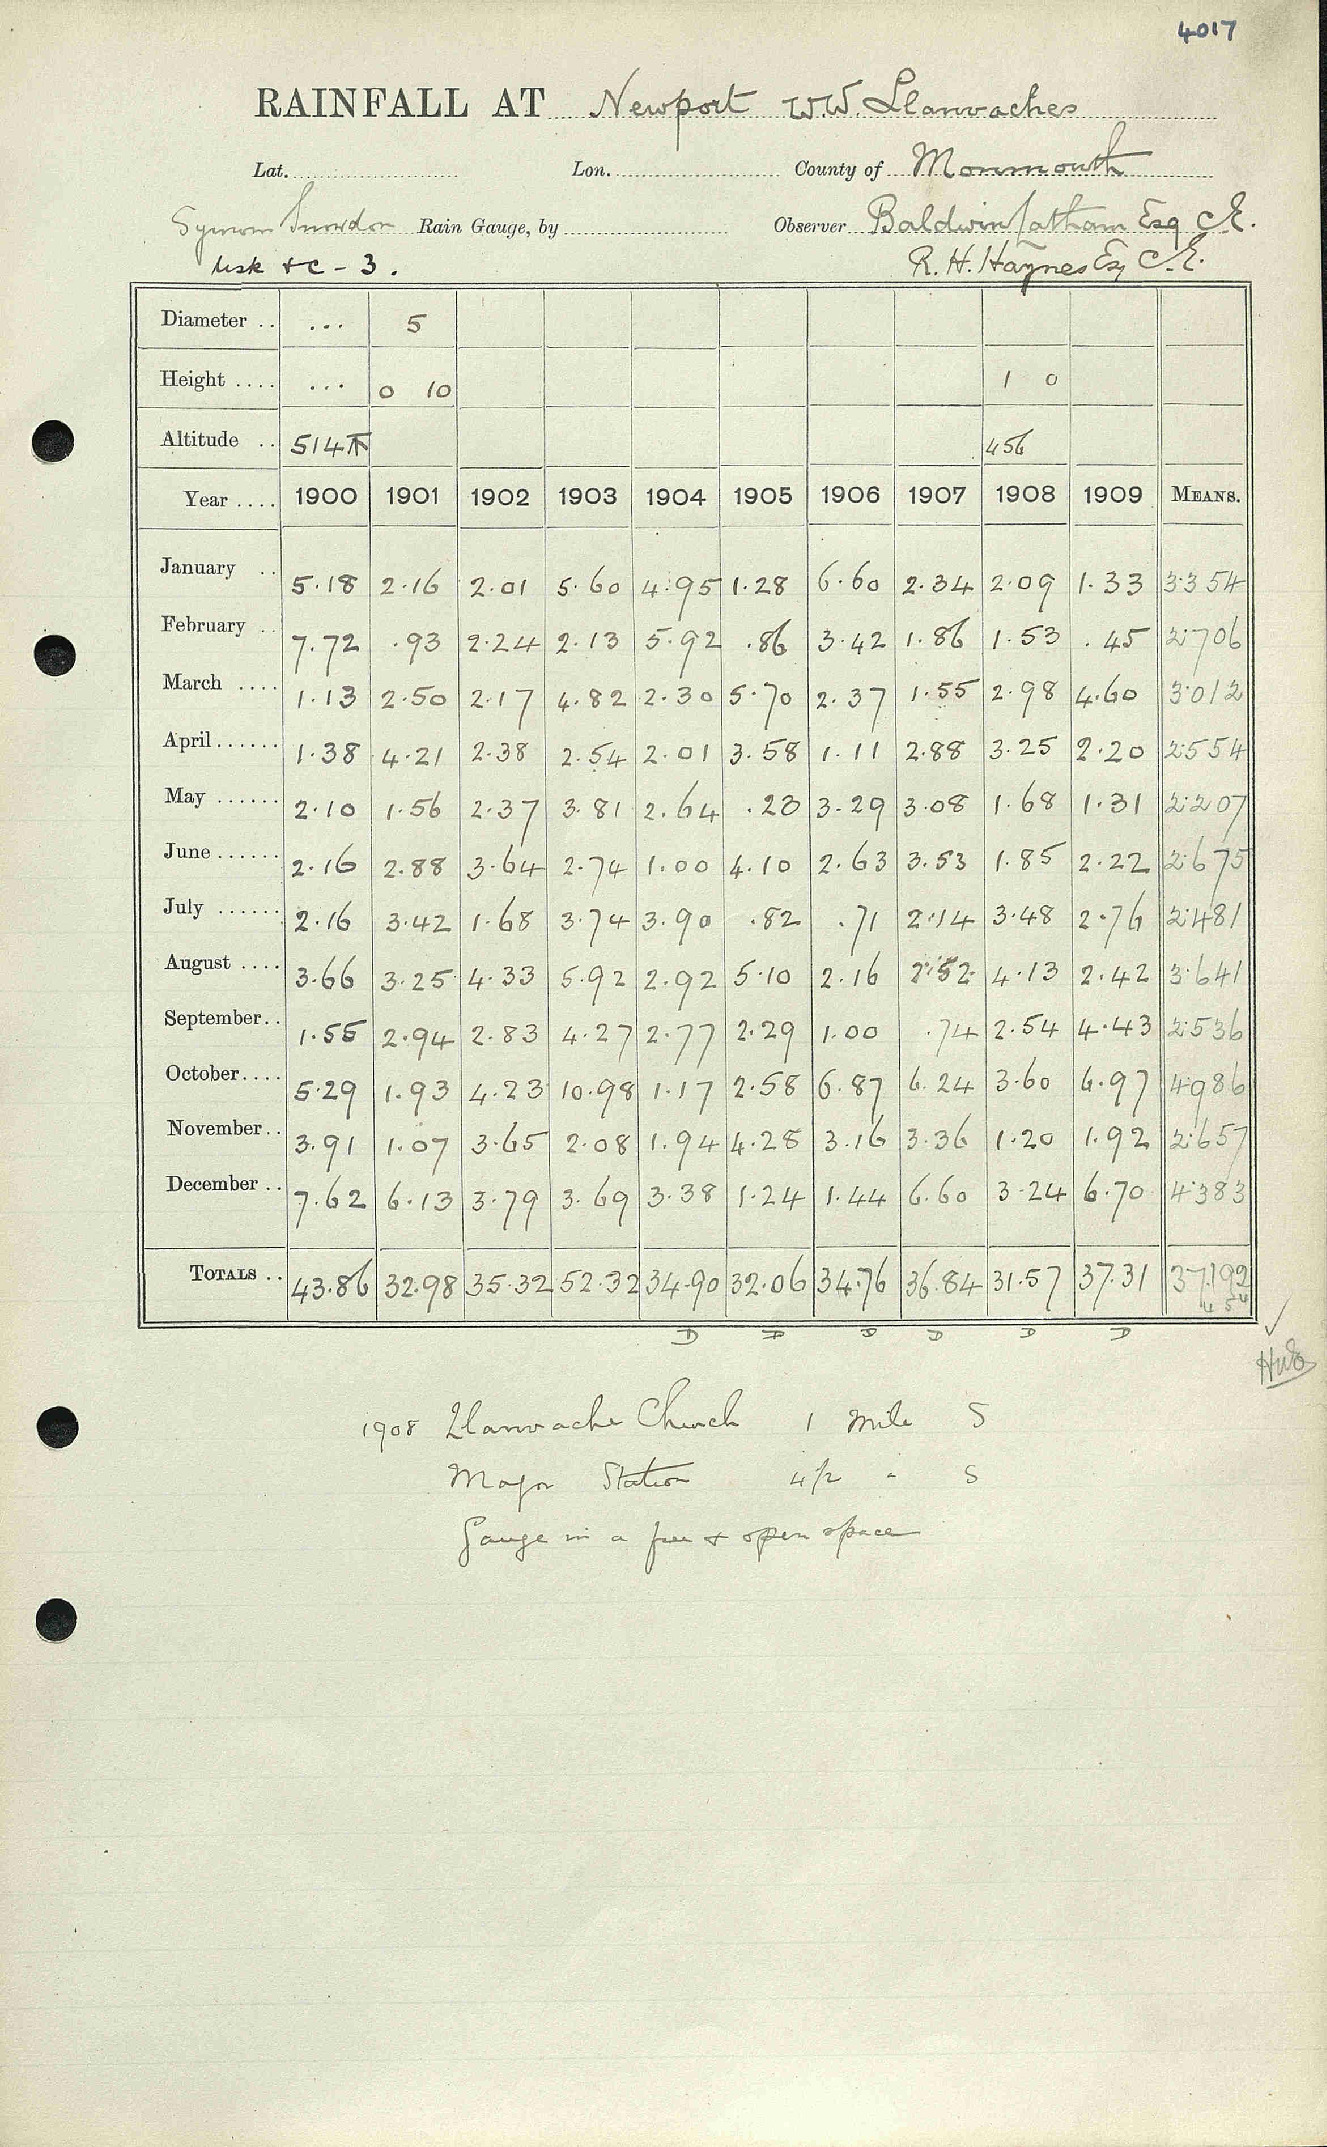 4017
RAINFALL AT Newport W.W. Llanvaches
Lat. Lon. County of Monmouth
Symon Snowdon Rain Gauge, by Observer Baldwin Latham Esq C.E.
Usk &c - 3. R. H. Haynes Esq C.E.
Diameter .. ... 5
Height .... ... 0 10 1 0
Altitude .. 514 456
Year .... 1900 1901 1902 1903 1904 1905 1906 1907 1908 1909 MEANS.
January .. 5.18 2.16 2.01 5.60 4.95 1.28 6.60 2.34 2.09 1.33 3.354
February .. 7.72 .93 2.24 2.13 5.92 .86 3.42 1.86 1.53 .45 2.706
March .... 1.13 2.50 2.17 4.82 2.30 5.70 2.37 1.55 2.98 4.60 3.012
April ...... 1.38 4.21 2.38 2.54 2.01 3.58 1.11 2.88 3.25 2.20 2.554
May ...... 2.10 1.56 2.37 3.81 2.64 .23 3.29 3.08 1.68 1.31 2.207
June ...... 2.16 2.88 3.64 2.74 1.00 4.10 2.63 3.53 1.85 2.22 2.675
July ...... 2.16 3.42 1.68 3.74 3.90 .82 .71 2.14 3.48 2.76 2.481
August .... 3.66 3.25 4.33 5.92 2.92 5.10 2.16 2.52 4.13 2.42 3.641
September .. 1.55 2.94 2.83 4.27 2.77 2.29 1.00 .74 2.54 4.43 2.536
October .... 5.29 1.93 4.23 10.98 1.17 2.58 6.87 6.24 3.60 6.97 4.986
November .. 3.91 1.07 3.65 2.08 1.94 4.28 3.16 3.36 1.20 1.92 2.657
December .. 7.62 6.13 3.79 3.69 3.38 1.24 1.44 6.60 3.24 6.70 4.383
TOTALS .. 43.86 32.98 35.32 52.32 34.90 32.06 34.76 36.84 31.57 37.31 37.192
D D D D D D
1908 Llanvache Church 1 mile S
Magor Station 4½ " S
Gauge in a free & open space